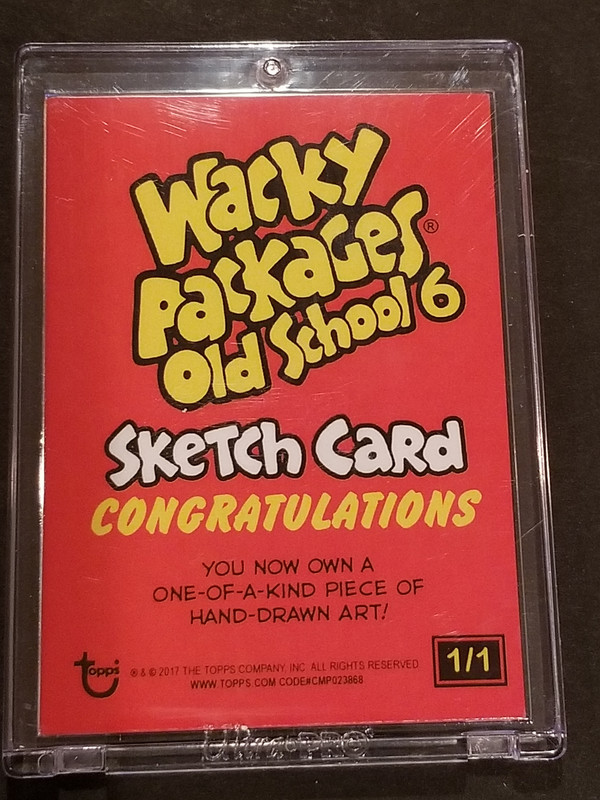 Wacky
Packages®
Old School 6
Sketch Card
CONGRATULATIONS
YOU NOW OWN A
ONE-OF-A-KIND PIECE OF
HAND-DRAWN ART!
topps
® & © 2017 THE TOPPS COMPANY, INC. ALL RIGHTS RESERVED
WWW.TOPPS.COM CODE#CMP023868
1/1
Ultra·PRO